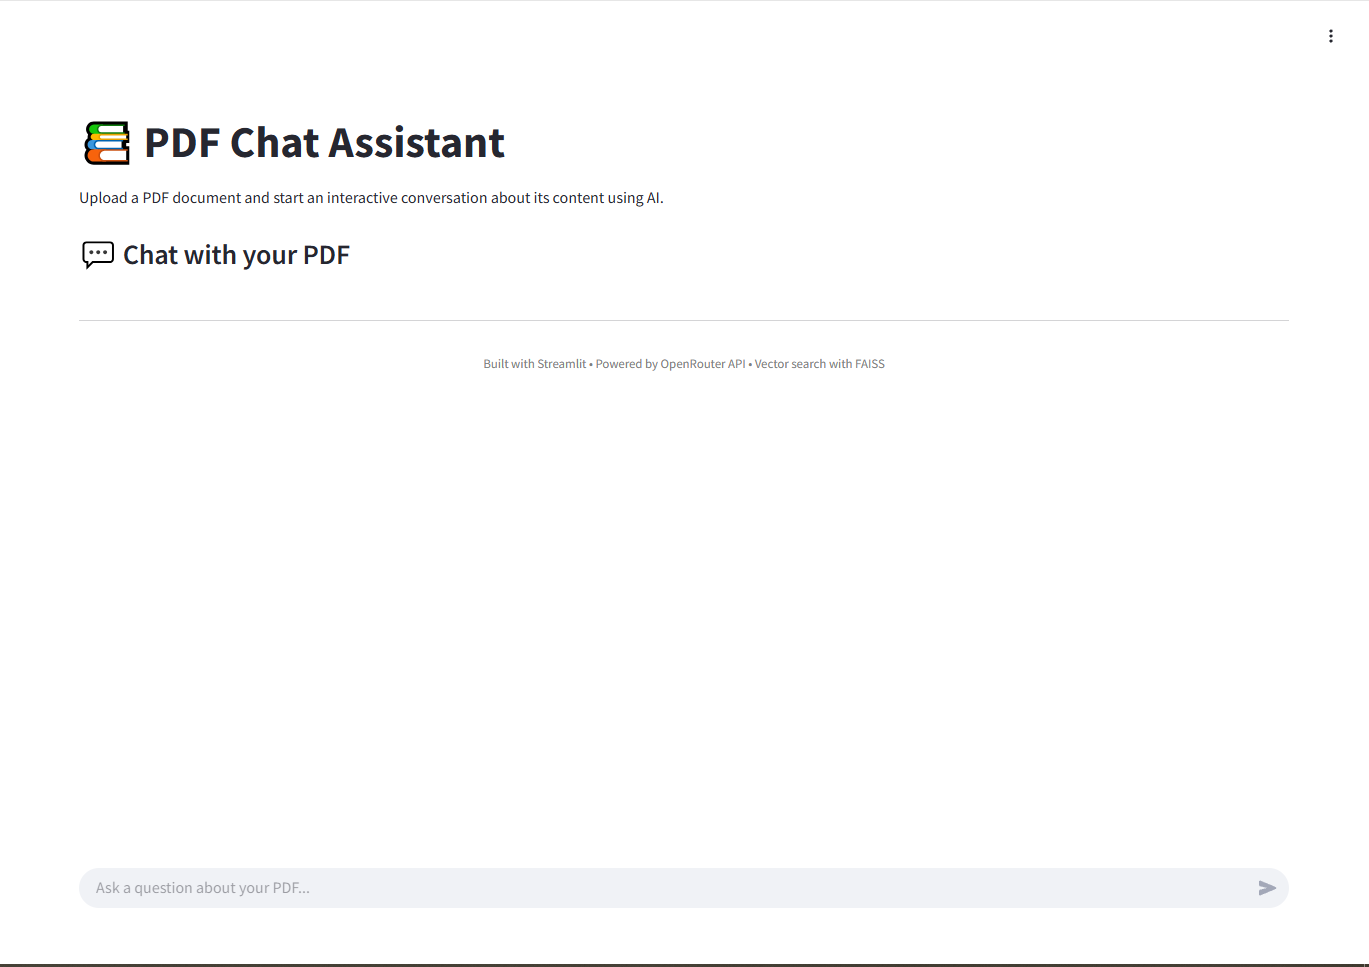 PDF Chat Assistant
Upload a PDF document and start an interactive conversation about its content using AI.
Chat with your PDF
Built with Streamlit • Powered by OpenRouter API • Vector search with FAISS
Ask a question about your PDF...